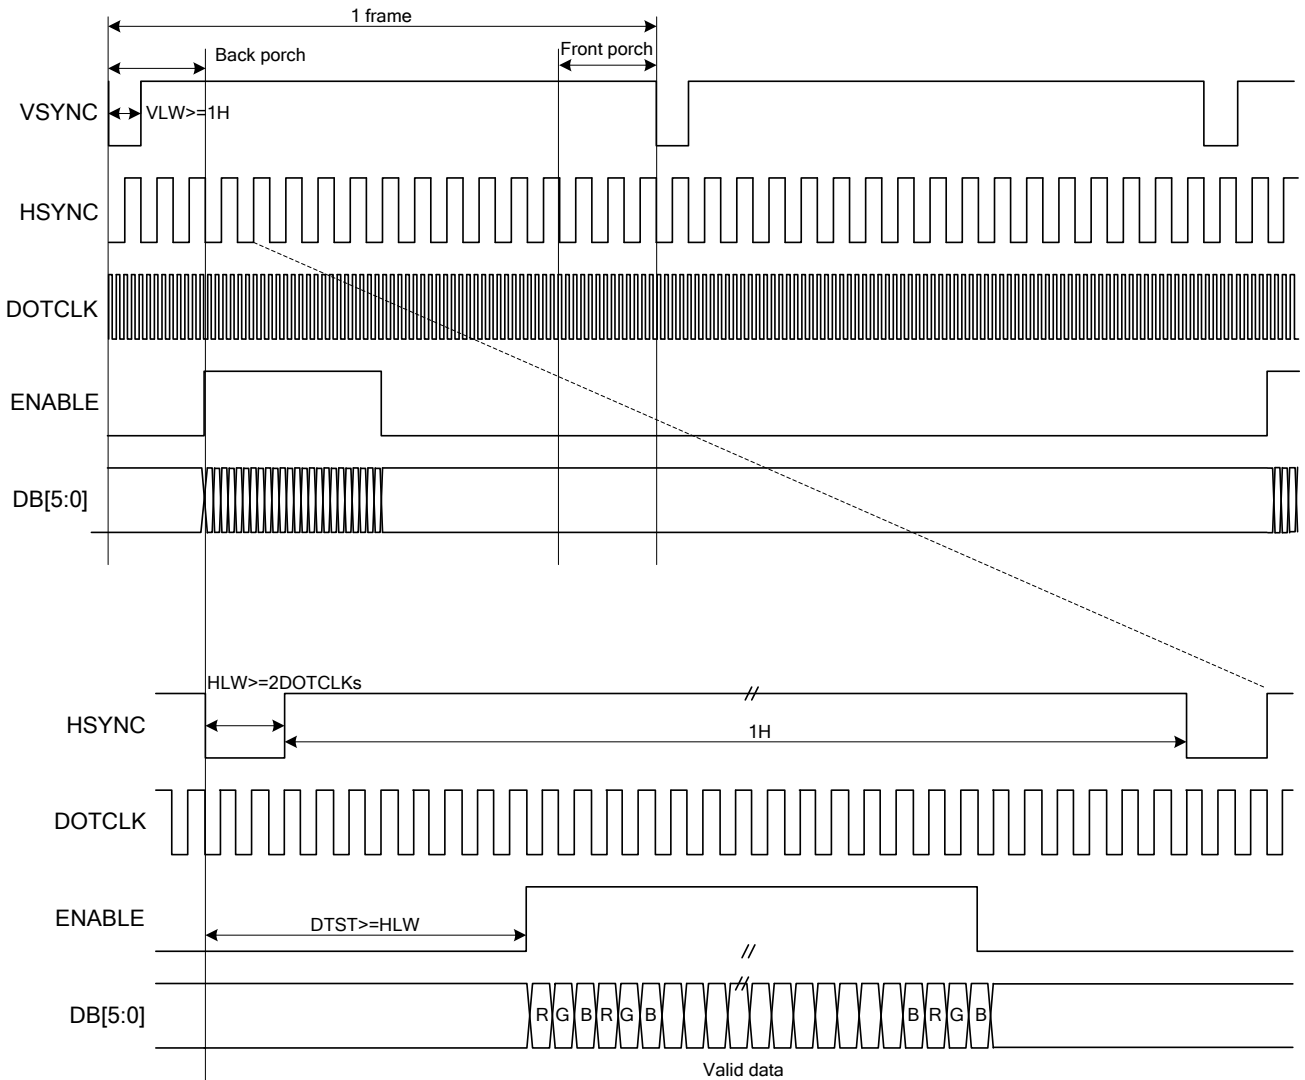 1 frame
Back porch
Front porch
VSYNC
VLW>=1H
HSYNC
DOTCLK
ENABLE
DB[5:0]
HLW>=2DOTCLKs
//
HSYNC
1H
DOTCLK
ENABLE
DTST>=HLW
//
//
DB[5:0]
R G B R G B B R G B
Valid data